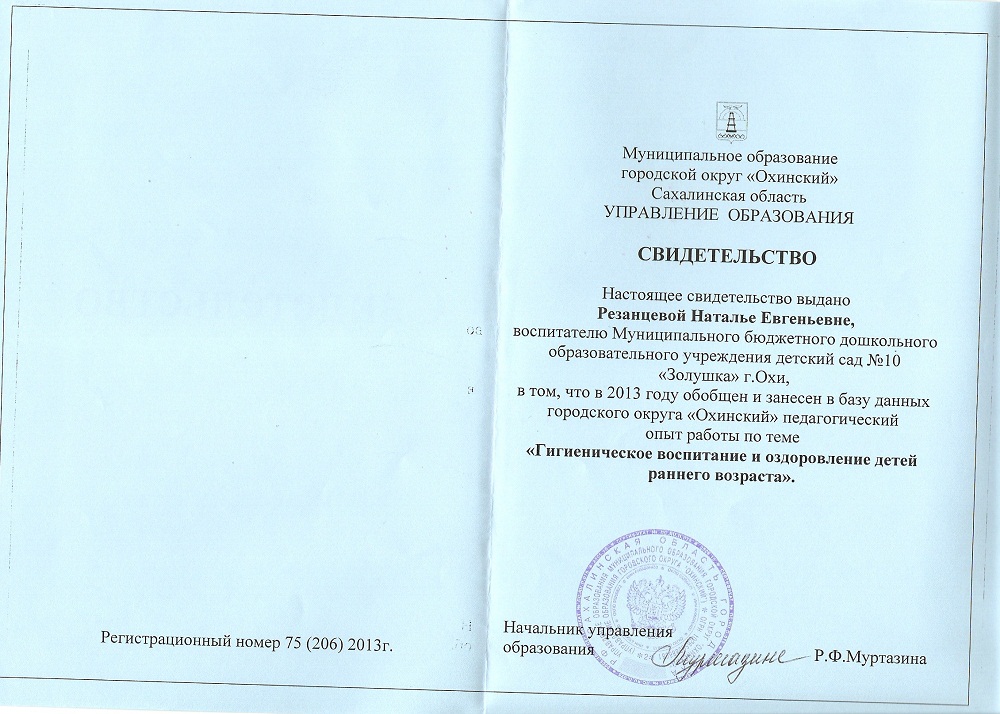 Муниципальное образование
городской округ «Охинский»
Сахалинская область
УПРАВЛЕНИЕ ОБРАЗОВАНИЯ
СВИДЕТЕЛЬСТВО
Настоящее свидетельство выдано
Резанцевой Наталье Евгеньевне,
воспитателю Муниципального бюджетного дошкольного
образовательного учреждения детский сад №10
«Золушка» г.Охи,
в том, что в 2013 году обобщен и занесен в базу данных
городского округа «Охинский» педагогический
опыт работы по теме
«Гигиеническое воспитание и оздоровление детей
раннего возраста».
Начальник управления
образования
Р.Ф.Муртазина
Регистрационный номер 75 (206) 2013г.